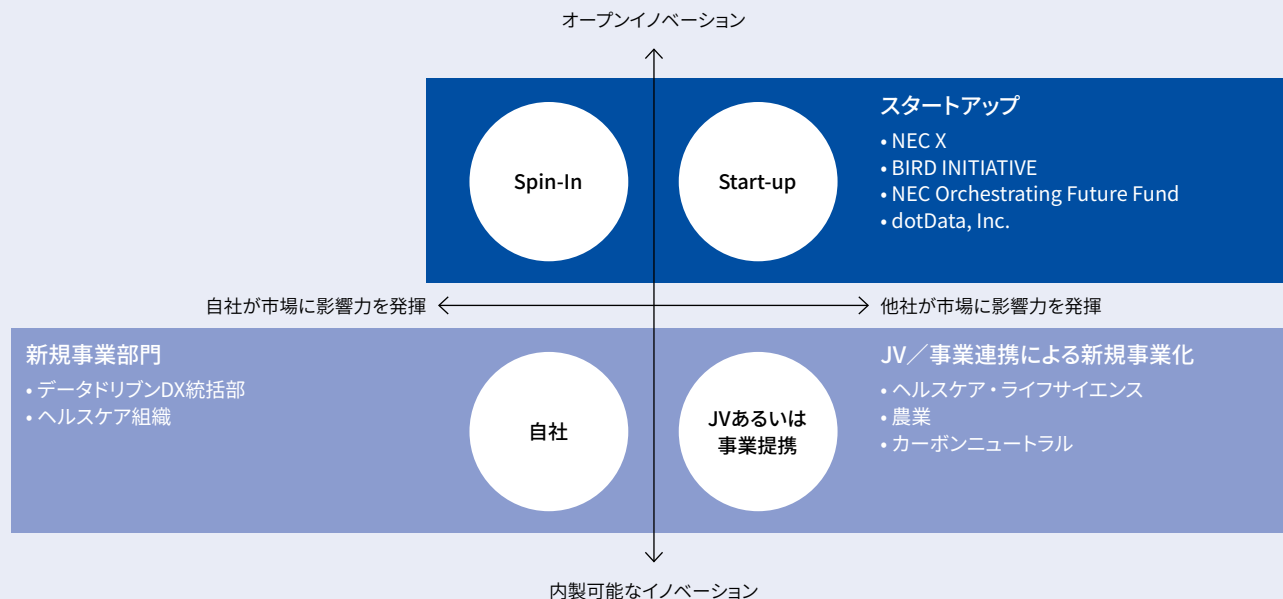 オープンイノベーション
Spin-In
Start-up
スタートアップ
• NEC X
• BIRD INITIATIVE
• NEC Orchestrating Future Fund
• dotData, Inc.
自社が市場に影響力を発揮
他社が市場に影響力を発揮
新規事業部門
• データドリブンDX統括部
• ヘルスケア組織
自社
JVあるいは
事業提携
JV／事業連携による新規事業化
• ヘルスケア・ライフサイエンス
• 農業
• カーボンニュートラル
内製可能なイノベーション